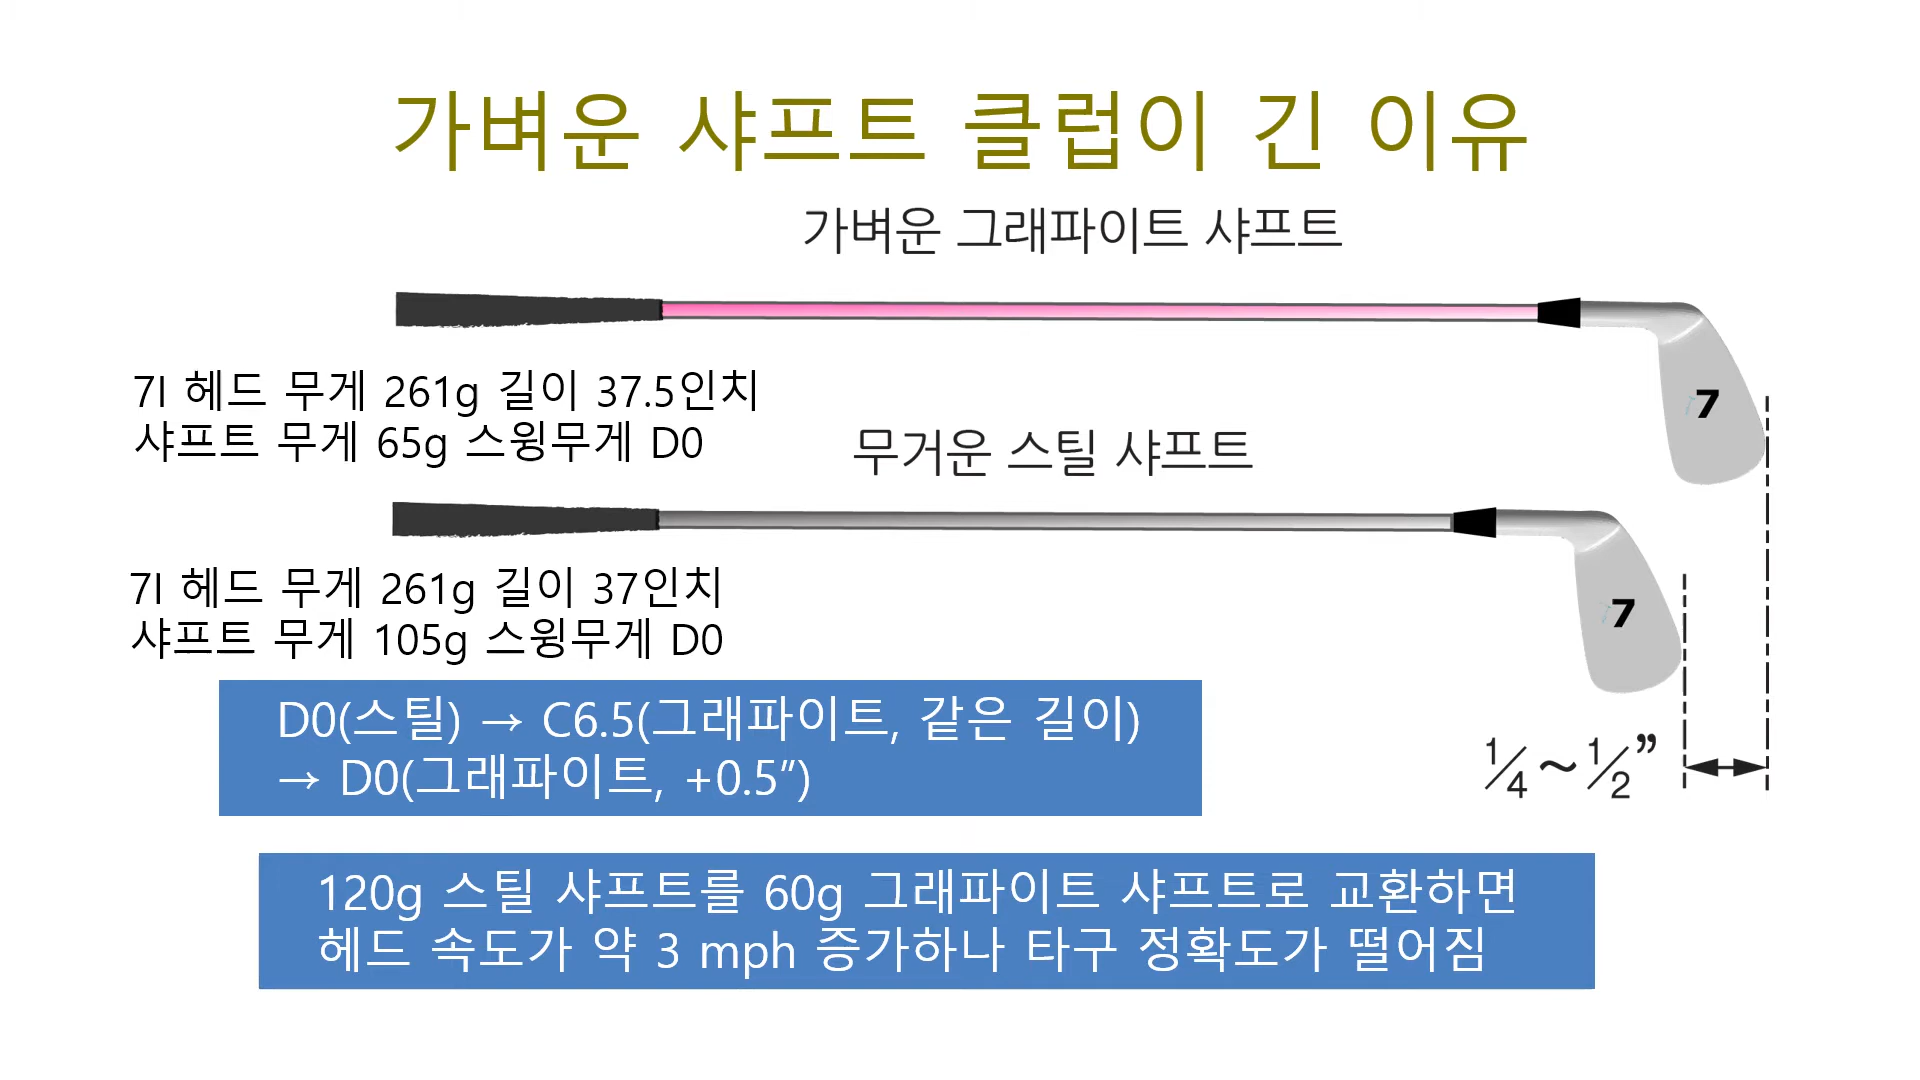 가벼운 샤프트 클럽이 긴 이유
가벼운 그래파이트 샤프트
7I 헤드 무게 261g 길이 37.5인치
샤프트 무게 65g 스윙무게 D0
7
무거운 스틸 샤프트
7I 헤드 무게 261g 길이 37인치
샤프트 무게 105g 스윙무게 D0
7
D0(스틸) → C6.5(그래파이트, 같은 길이)
→ D0(그래파이트, +0.5”)
¼~½”
120g 스틸 샤프트를 60g 그래파이트 샤프트로 교환하면
헤드 속도가 약 3 mph 증가하나 타구 정확도가 떨어짐